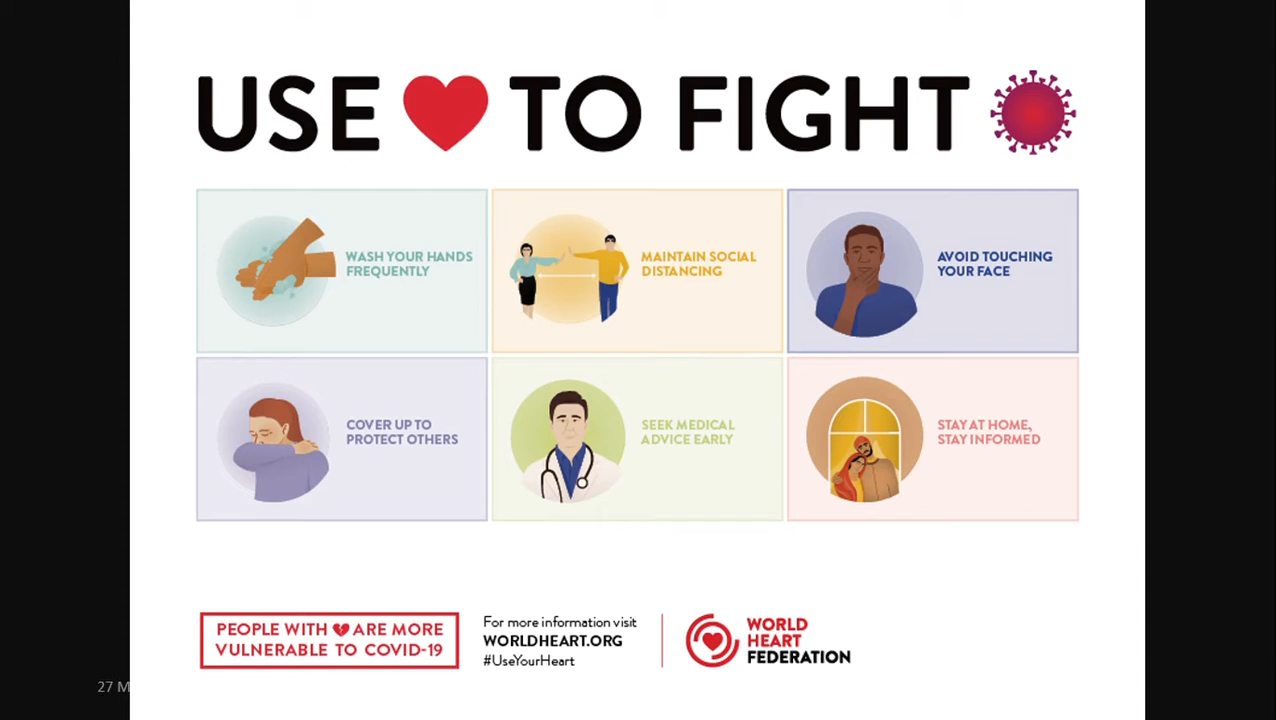 USE TO FIGHT
WASH YOUR HANDS
FREQUENTLY
MAINTAIN SOCIAL
DISTANCING
AVOID TOUCHING
YOUR FACE
COVER UP TO
PROTECT OTHERS
SEEK MEDICAL
ADVICE EARLY
STAY AT HOME,
STAY INFORMED
PEOPLE WITH ARE MORE
VULNERABLE TO COVID-19
For more information visit
WORLDHEART.ORG
#UseYourHeart
WORLD
HEART
FEDERATION
27 M